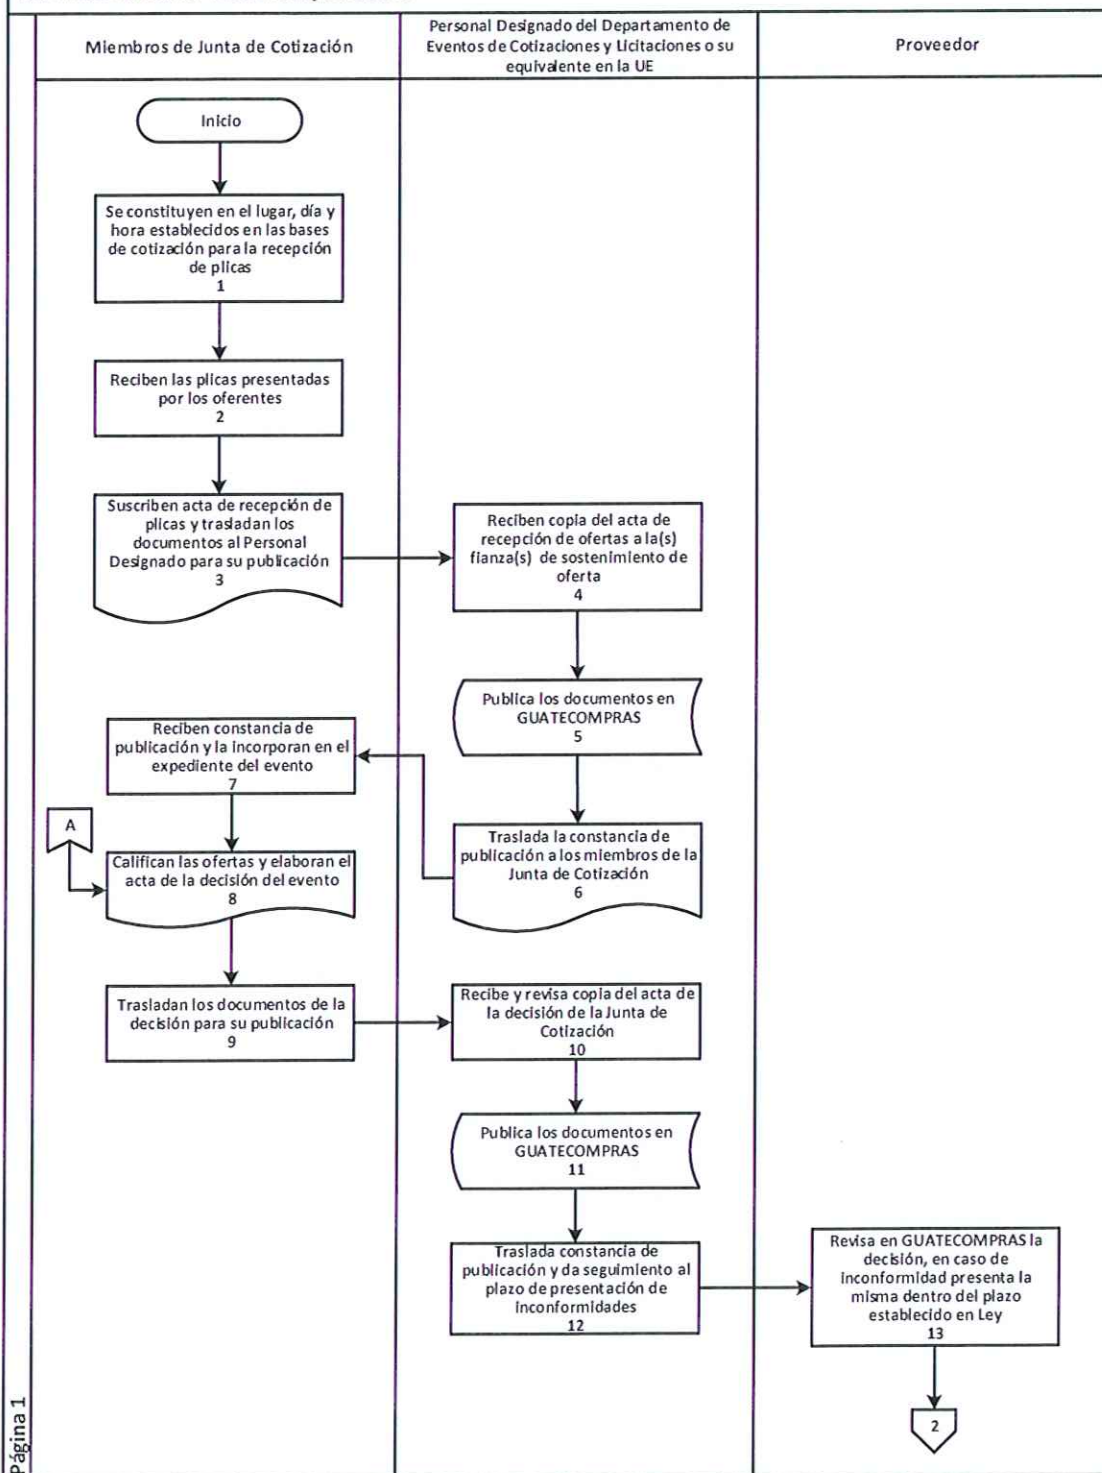 Miembros de Junta de Cotización
Personal Designado del Departamento de
Eventos de Cotizaciones y Licitaciones o su
equivalente en la UE
Proveedor
Inicio
Se constituyen en el lugar, día y
hora establecidos en las bases
de cotización para la recepción
de plicas
1
Reciben las plicas presentadas
por los oferentes
2
Suscriben acta de recepción de
plicas y trasladan los
documentos al Personal
Designado para su publicación
3
Reciben copia del acta de
recepción de ofertas a la(s)
fianza(s) de sostenimiento de
oferta
4
Publica los documentos en
GUATECOMPRAS
5
Traslada la constancia de
publicación a los miembros de la
Junta de Cotización
6
Reciben constancia de
publicación y la incorporan en el
expediente del evento
7
A
Califican las ofertas y elaboran el
acta de la decisión del evento
8
Trasladan los documentos de la
decisión para su publicación
9
Recibe y revisa copia del acta de
la decisión de la Junta de
Cotización
10
Publica los documentos en
GUATECOMPRAS
11
Traslada constancia de
publicación y da seguimiento al
plazo de presentación de
inconformidades
12
Revisa en GUATECOMPRAS la
decisión, en caso de
inconformidad presenta la
misma dentro del plazo
establecido en Ley
13
2
Página 1